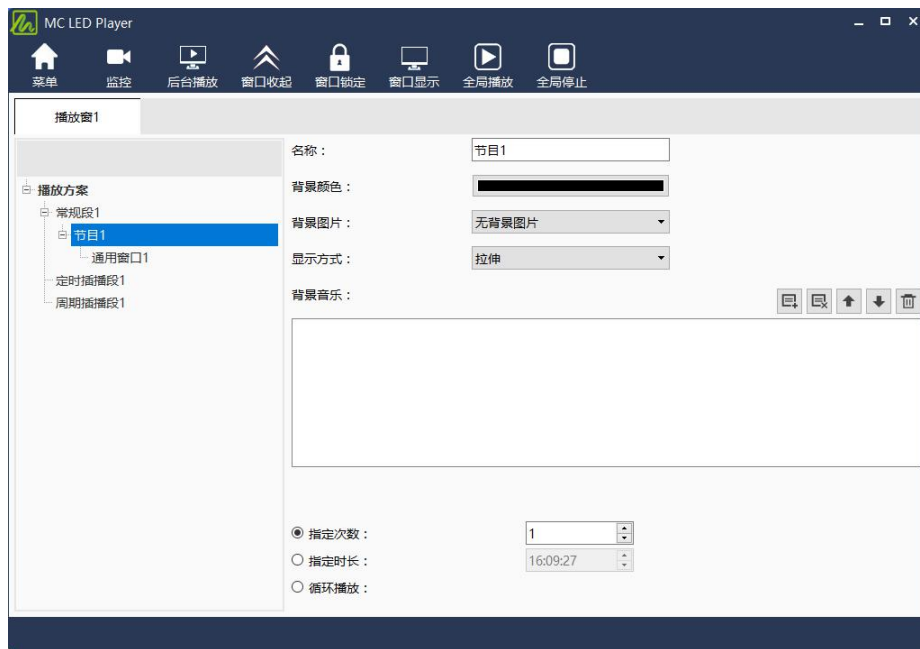 MC LED Player
菜单 监控 后台播放 窗口收起 窗口锁定 窗口显示 全局播放 全局停止
播放窗1
播放方案
常规段1
节目1
通用窗口1
定时插播段1
周期插播段1
名称：
节目1
背景颜色：
背景图片：
无背景图片
显示方式：
拉伸
背景音乐：
指定次数：
1
指定时长：
16:09:27
循环播放：